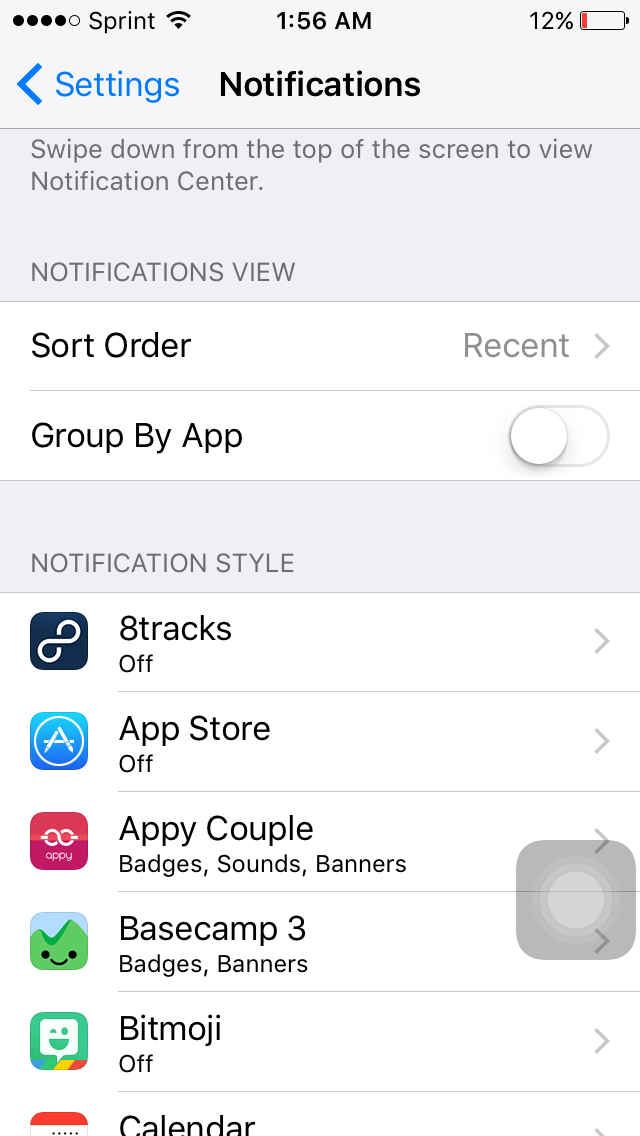 Sprint 1:56 AM 12%
Settings Notifications
Swipe down from the top of the screen to view
Notification Center.
NOTIFICATIONS VIEW
Sort Order Recent
Group By App
NOTIFICATION STYLE
8tracks
Off
App Store
Off
Appy Couple
appy
Badges, Sounds, Banners
Basecamp 3
Badges, Banners
Bitmoji
Off
Calendar